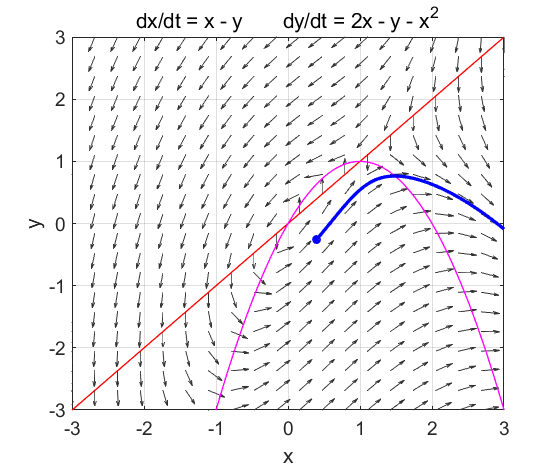 dx/dt = x - y dy/dt = 2x - y - x²
3
2
1
0
-1
-2
-3
y
-3 -2 -1 0 1 2 3
x